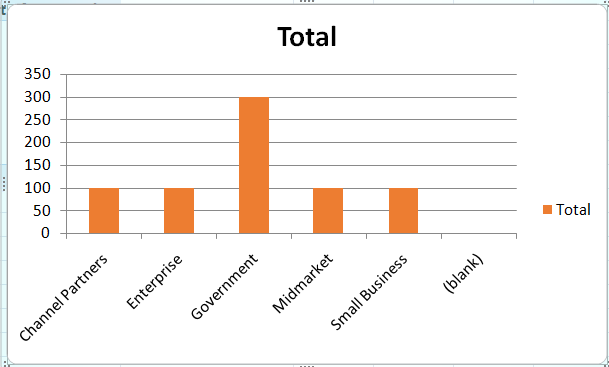 Total
350
300
250
200
150
100
50
0
Channel Partners
Enterprise
Government
Midmarket
Small Business
(blank)
Total